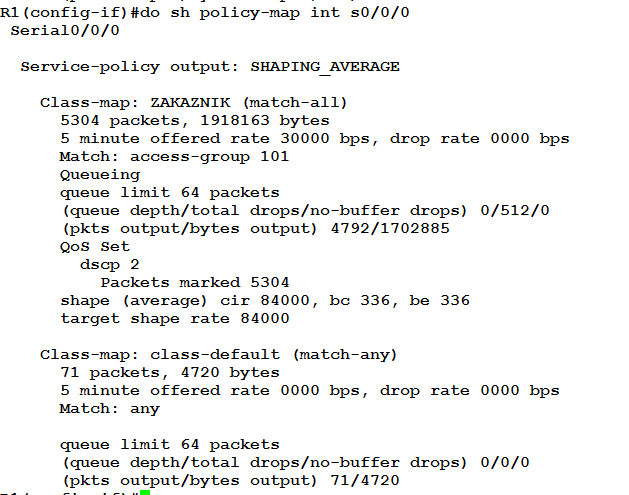 R1(config-if)#do sh policy-map int s0/0/0
Serial0/0/0
Service-policy output: SHAPING_AVERAGE
Class-map: ZAKAZNIK (match-all)
5304 packets, 1918163 bytes
5 minute offered rate 30000 bps, drop rate 0000 bps
Match: access-group 101
Queueing
queue limit 64 packets
(queue depth/total drops/no-buffer drops) 0/512/0
(pkts output/bytes output) 4792/1702885
QoS Set
dscp 2
Packets marked 5304
shape (average) cir 84000, bc 336, be 336
target shape rate 84000
Class-map: class-default (match-any)
71 packets, 4720 bytes
5 minute offered rate 0000 bps, drop rate 0000 bps
Match: any
queue limit 64 packets
(queue depth/total drops/no-buffer drops) 0/0/0
(pkts output/bytes output) 71/4720